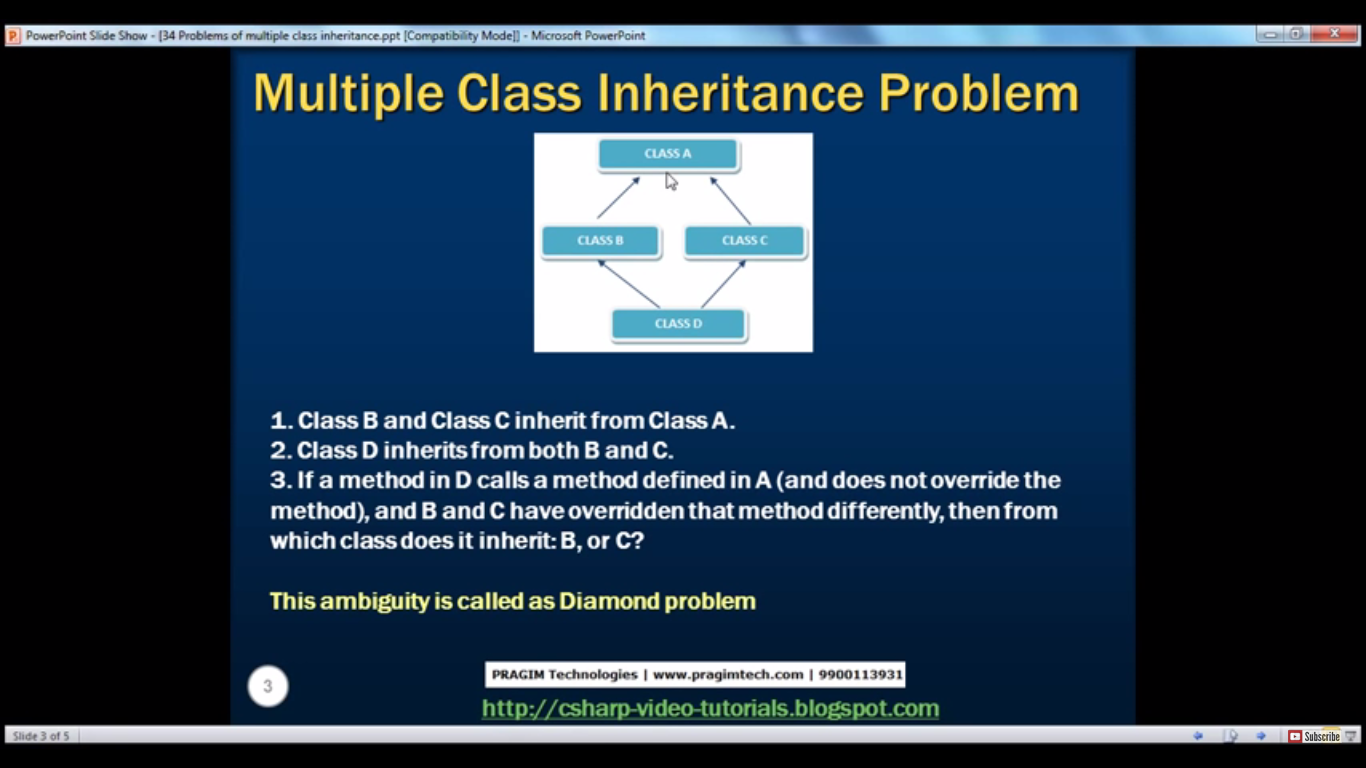 PowerPoint Slide Show - [34 Problems of multiple class inheritance.ppt [Compatibility Mode]] - Microsoft PowerPoint
Multiple Class Inheritance Problem
CLASS A
CLASS B
CLASS C
CLASS D
1. Class B and Class C inherit from Class A.
2. Class D inherits from both B and C.
3. If a method in D calls a method defined in A (and does not override the
method), and B and C have overridden that method differently, then from
which class does it inherit: B, or C?
This ambiguity is called as Diamond problem
3
PRAGIM Technologies | www.pragimtech.com | 9900113931
http://csharp-video-tutorials.blogspot.com
Slide 3 of 5
Subscribe